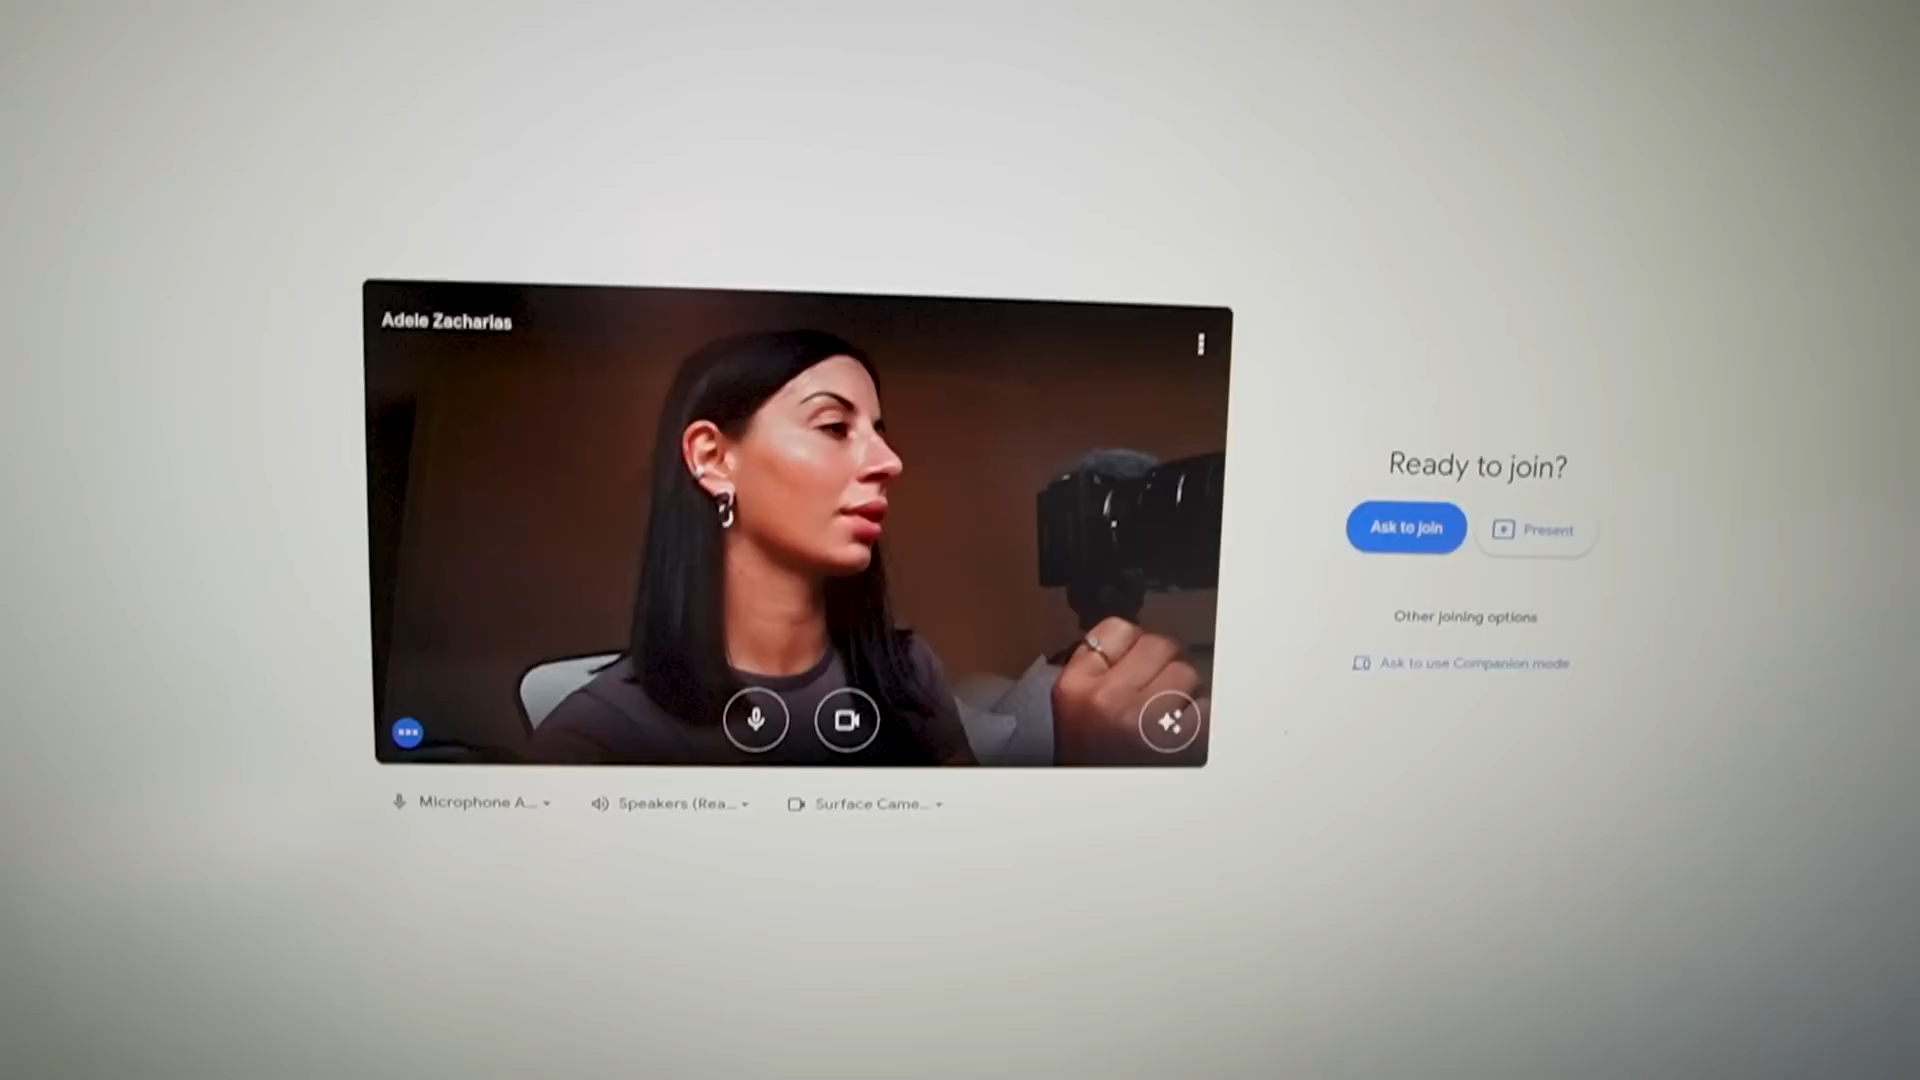 Adele Zacharias
Ready to join?
Ask to join
Present
Other joining options
Ask to use Companion mode
Microphone A...
Speakers (Rea...
Surface Came...